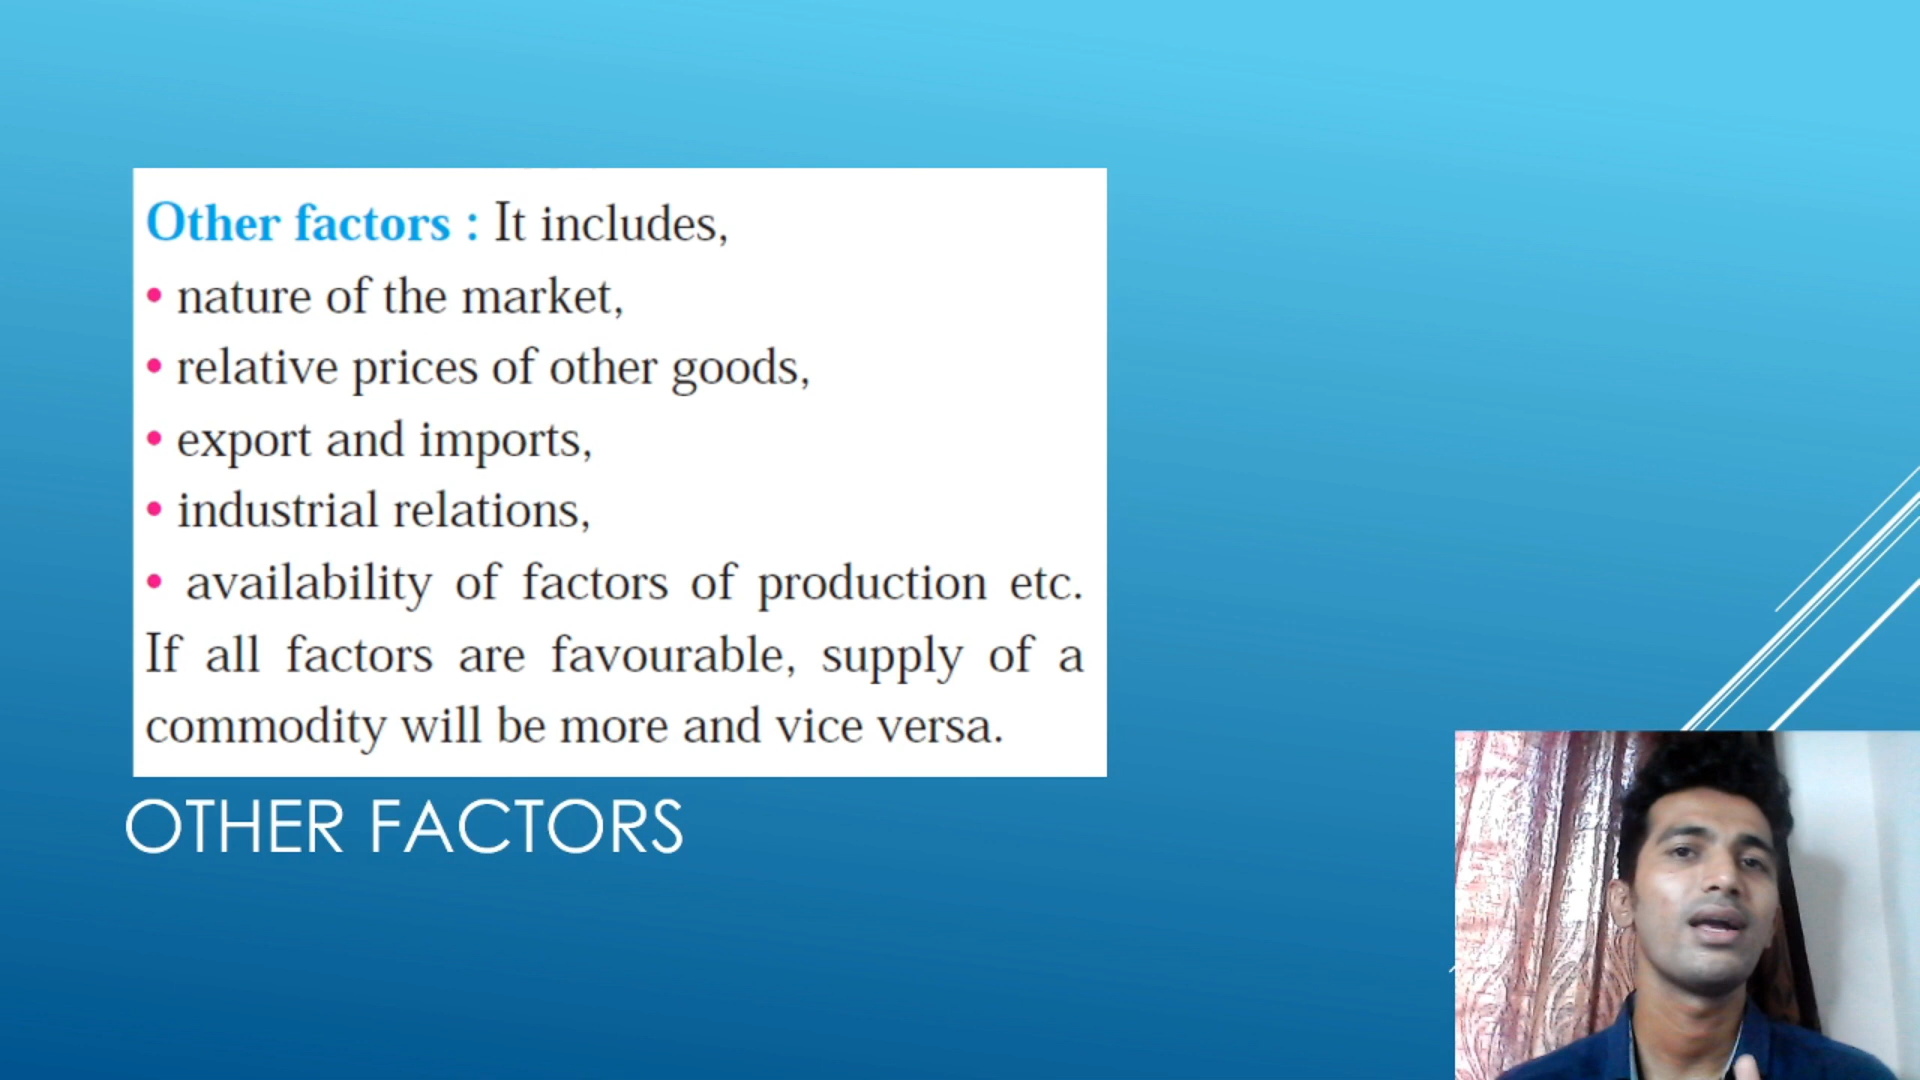 Other factors : It includes,
• nature of the market,
• relative prices of other goods,
• export and imports,
• industrial relations,
• availability of factors of production etc.
If all factors are favourable, supply of a
commodity will be more and vice versa.
OTHER FACTORS